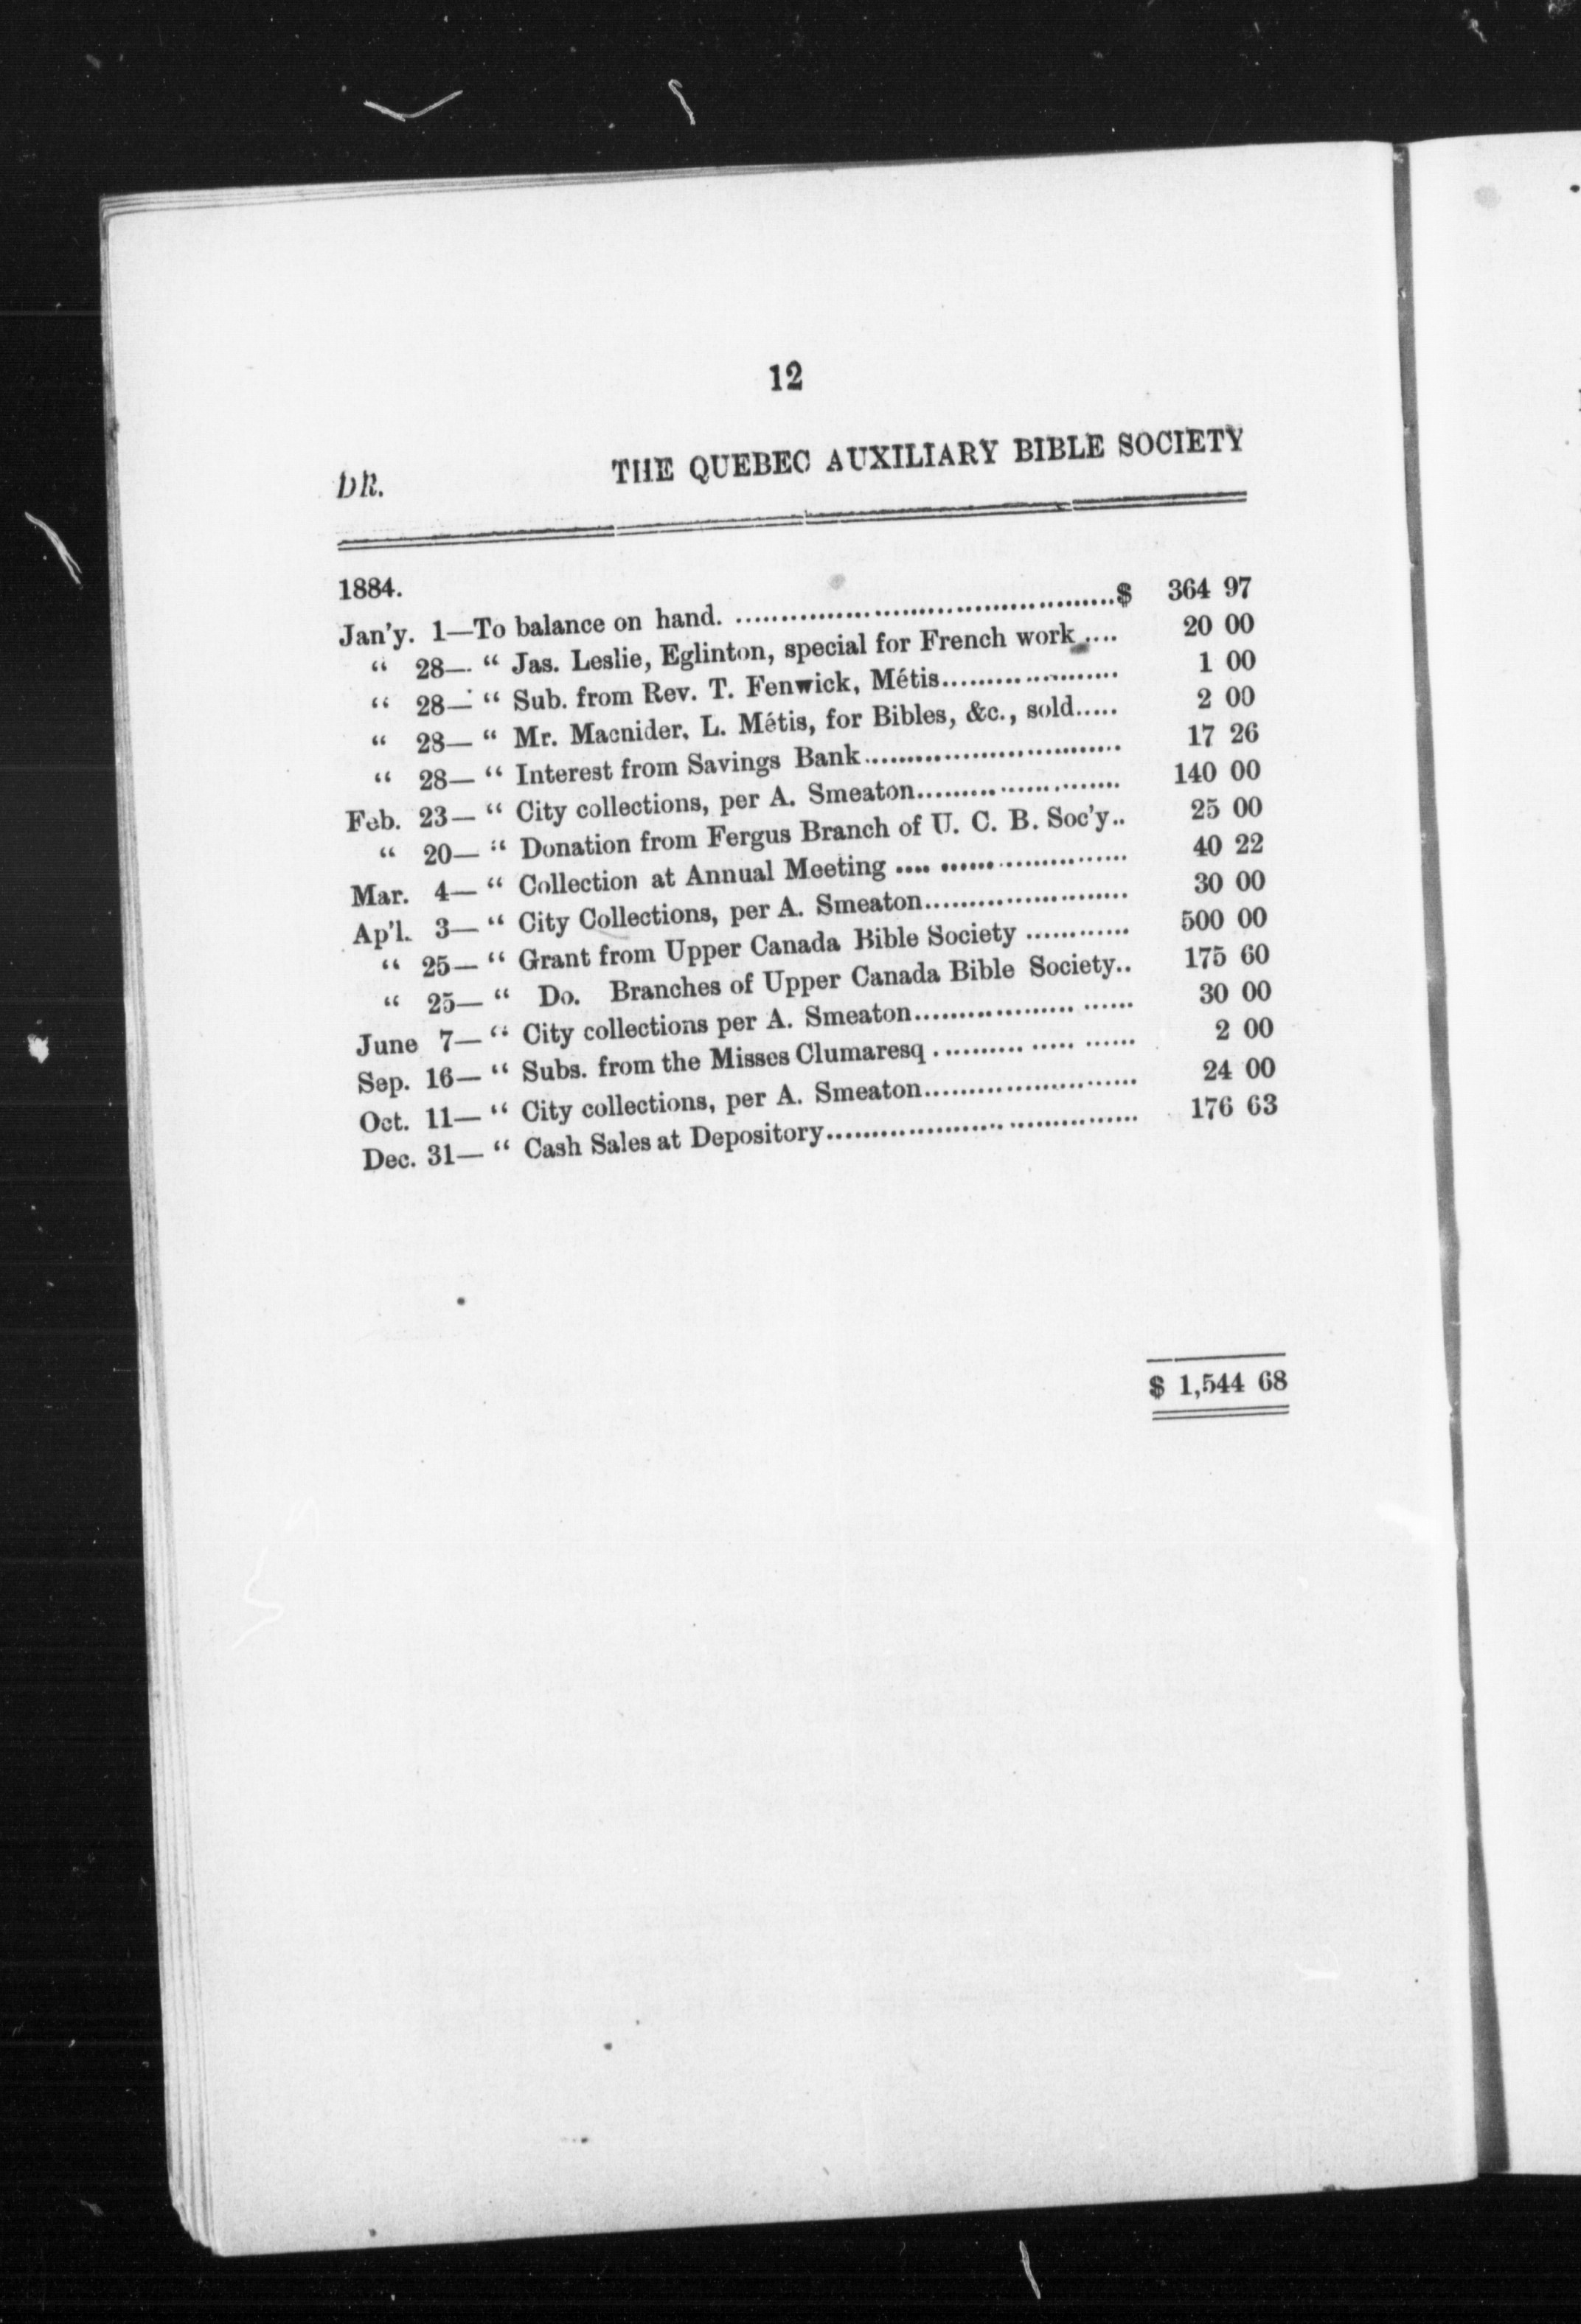 12
DR. THE QUEBEC AUXILIARY BIBLE SOCIETY
1884.
Jan'y. 1—To balance on hand. ..........................................$ 364 97
“ 28— “ Jas. Leslie, Eglinton, special for French work .... 20 00
“ 28— “ Sub. from Rev. T. Fenwick, Métis.................... 1 00
“ 28— “ Mr. Macnider, L. Métis, for Bibles, &c., sold..... 2 00
“ 28— “ Interest from Savings Bank............................. 17 26
Feb. 23— “ City collections, per A. Smeaton....................... 140 00
“ 20— “ Donation from Fergus Branch of U. C. B. Soc'y.. 25 00
Mar. 4— “ Collection at Annual Meeting .... ..................... 40 22
Ap'l. 3— “ City Collections, per A. Smeaton....................... 30 00
“ 25— “ Grant from Upper Canada Bible Society ............ 500 00
“ 25— “ Do. Branches of Upper Canada Bible Society.. 175 60
June 7— “ City collections per A. Smeaton.................. ...... 30 00
Sep. 16— “ Subs. from the Misses Clumaresq . .......... ..... ...... 2 00
Oct. 11— “ City collections, per A. Smeaton........................ 24 00
Dec. 31— “ Cash Sales at Depository................................... 176 63
$ 1,544 68